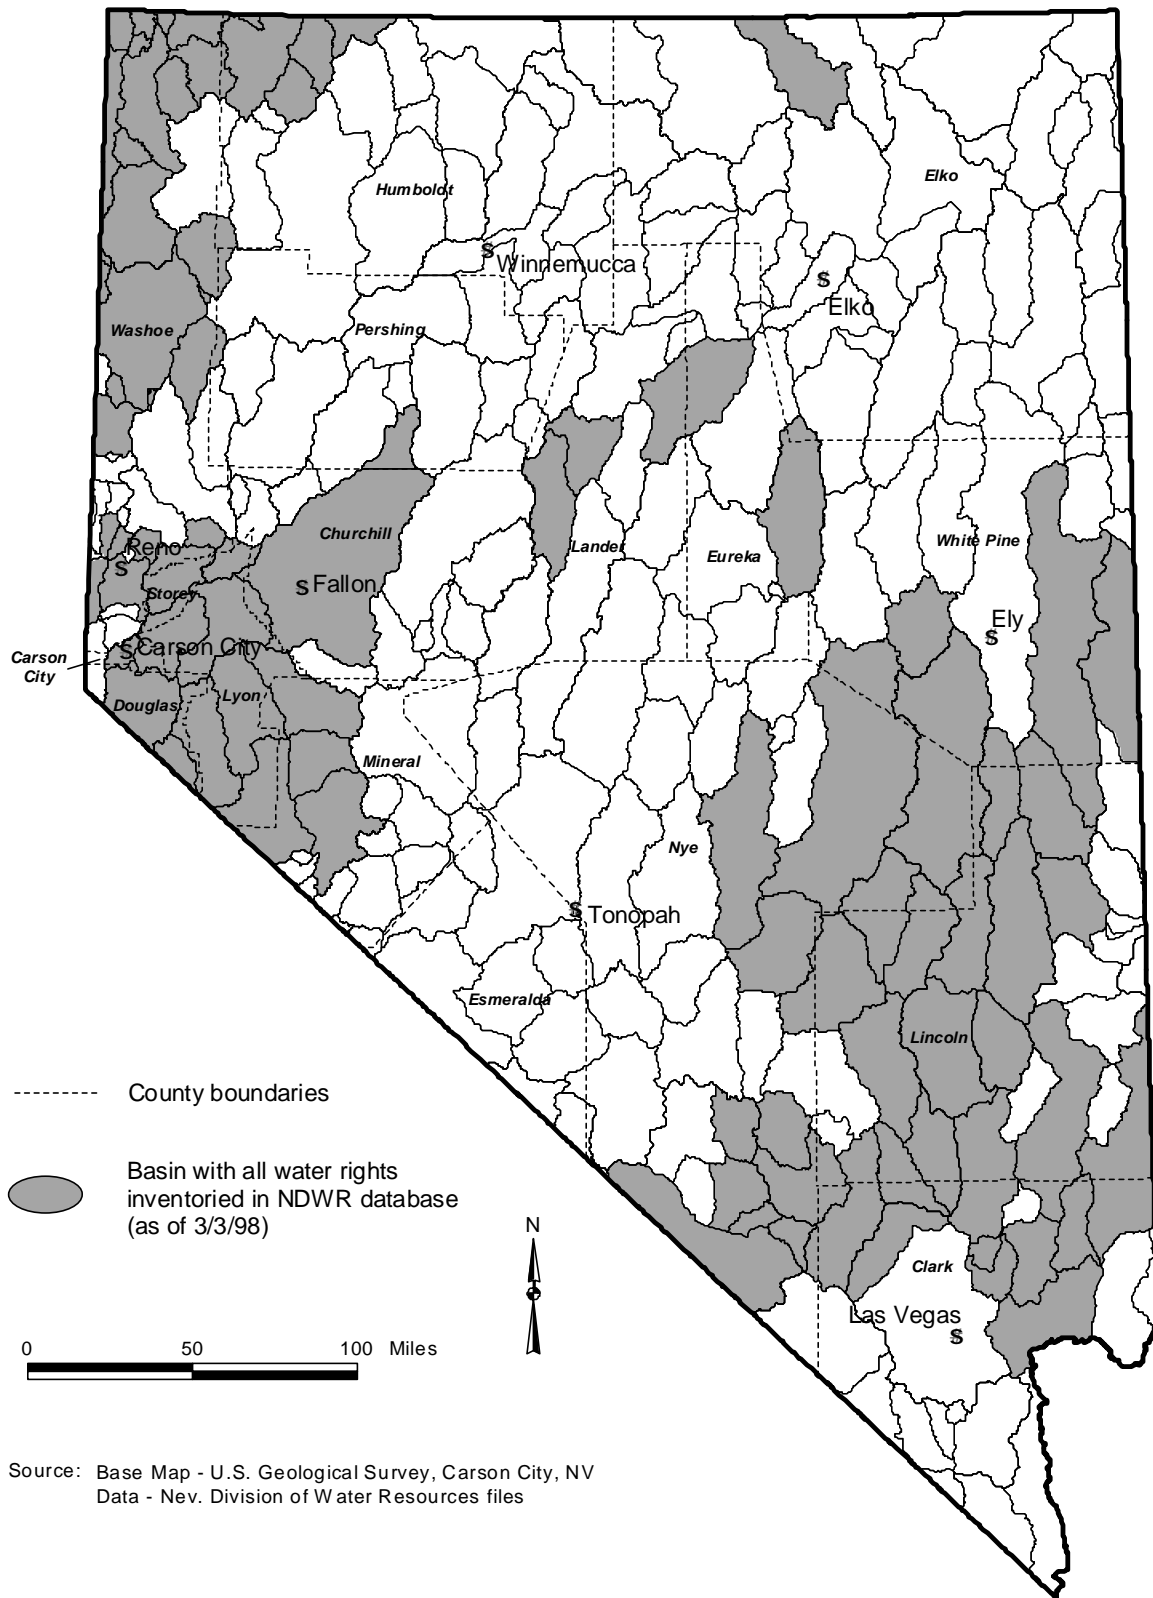 Humboldt
Elko
Winnemucca
Elko
Washoe
Pershing
Churchill
Lander
Eureka
White Pine
Reno
Storey
Fallon
Ely
Carson City
Carson
City
Douglas
Lyon
Mineral
Nye
Tonopah
Esmeralda
Lincoln
County boundaries
Basin with all water rights
inventoried in NDWR database
(as of 3/3/98)
N
Clark
Las Vegas
0 50 100 Miles
Source: Base Map - U.S. Geological Survey, Carson City, NV
Data - Nev. Division of Water Resources files